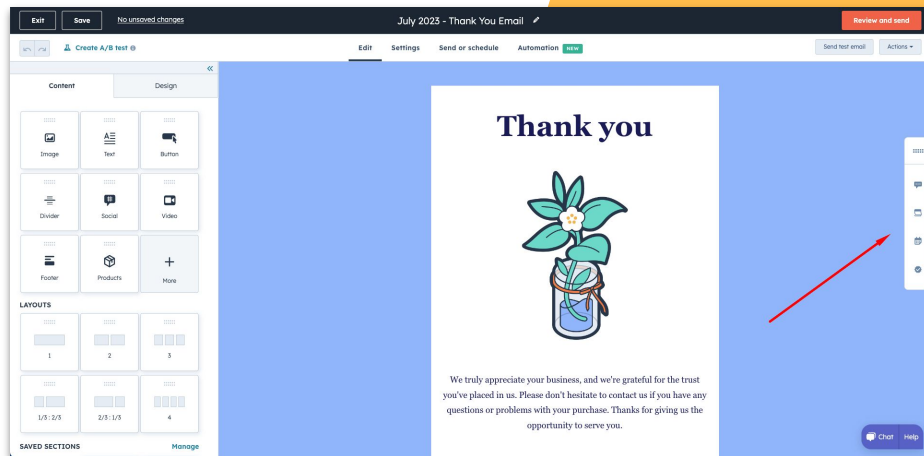 Exit
Save
No unsaved changes
July 2023 - Thank You Email
Review and send
Create A/B test
Edit
Settings
Send or schedule
Automation NEW
Send test email
Actions
Content
Design
Image
Text
Button
Divider
Social
Video
Footer
Products
More
LAYOUTS
1
2
3
1/3 : 2/3
2/3 : 1/3
4
SAVED SECTIONS
Manage
Thank you
We truly appreciate your business, and we're grateful for the trust
you've placed in us. Please don't hesitate to contact us if you have any
questions or problems with your purchase. Thanks for giving us the
opportunity to serve you.
Chat
Help